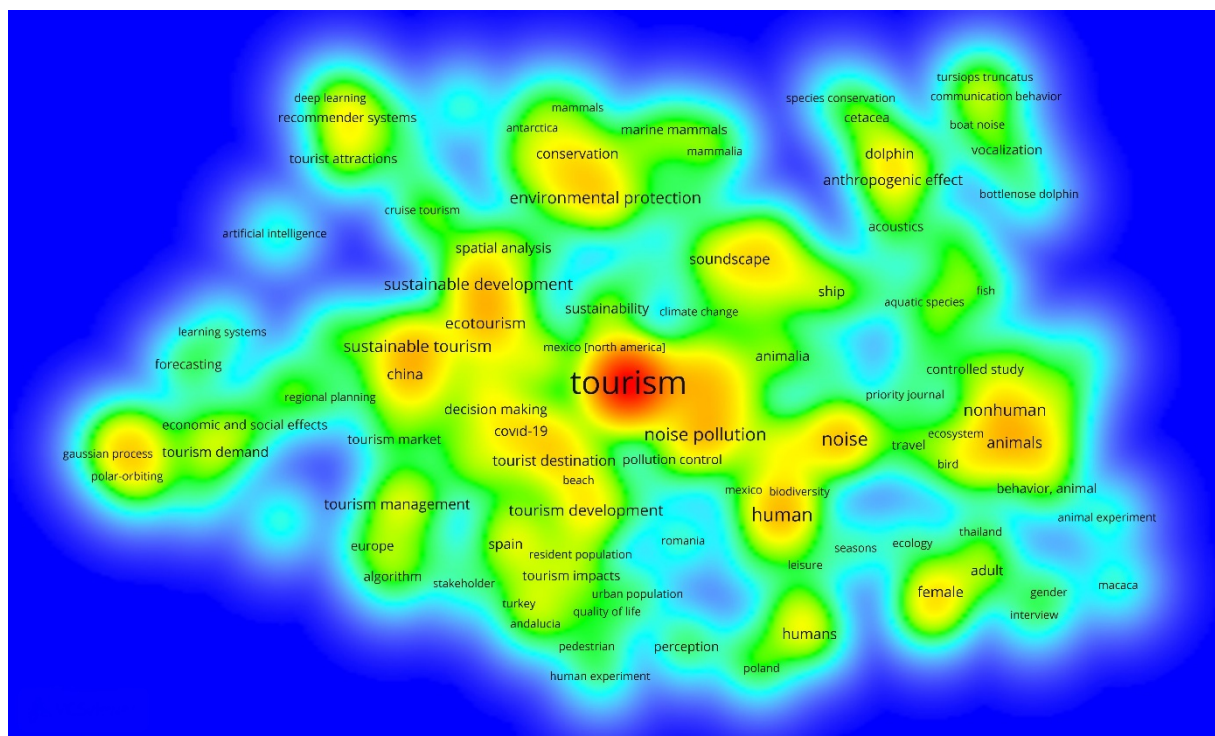 tursiops truncatus
deep learning
species conservation
communication behavior
mammals
recommender systems
cetacea
antarctica
marine mammals
boat noise
conservation
mammalia
dolphin
vocalization
tourist attractions
anthropogenic effect
environmental protection
bottlenose dolphin
cruise tourism
acoustics
artificial intelligence
spatial analysis
soundscape
sustainable development
ship
fish
aquatic species
sustainability
climate change
ecotourism
learning systems
sustainable tourism
mexico [north america]
animalia
forecasting
china
controlled study
tourism
regional planning
priority journal
decision making
nonhuman
economic and social effects
covid-19
noise pollution
ecosystem
tourism market
noise
travel
animals
gaussian process
tourism demand
tourist destination
pollution control
bird
polar-orbiting
beach
mexico
biodiversity
behavior, animal
tourism management
tourism development
human
animal experiment
thailand
europe
spain
resident population
romania
seasons
ecology
leisure
adult
algorithm
stakeholder
tourism impacts
macaca
urban population
female
gender
turkey
quality of life
interview
andalucia
humans
pedestrian
perception
poland
human experiment